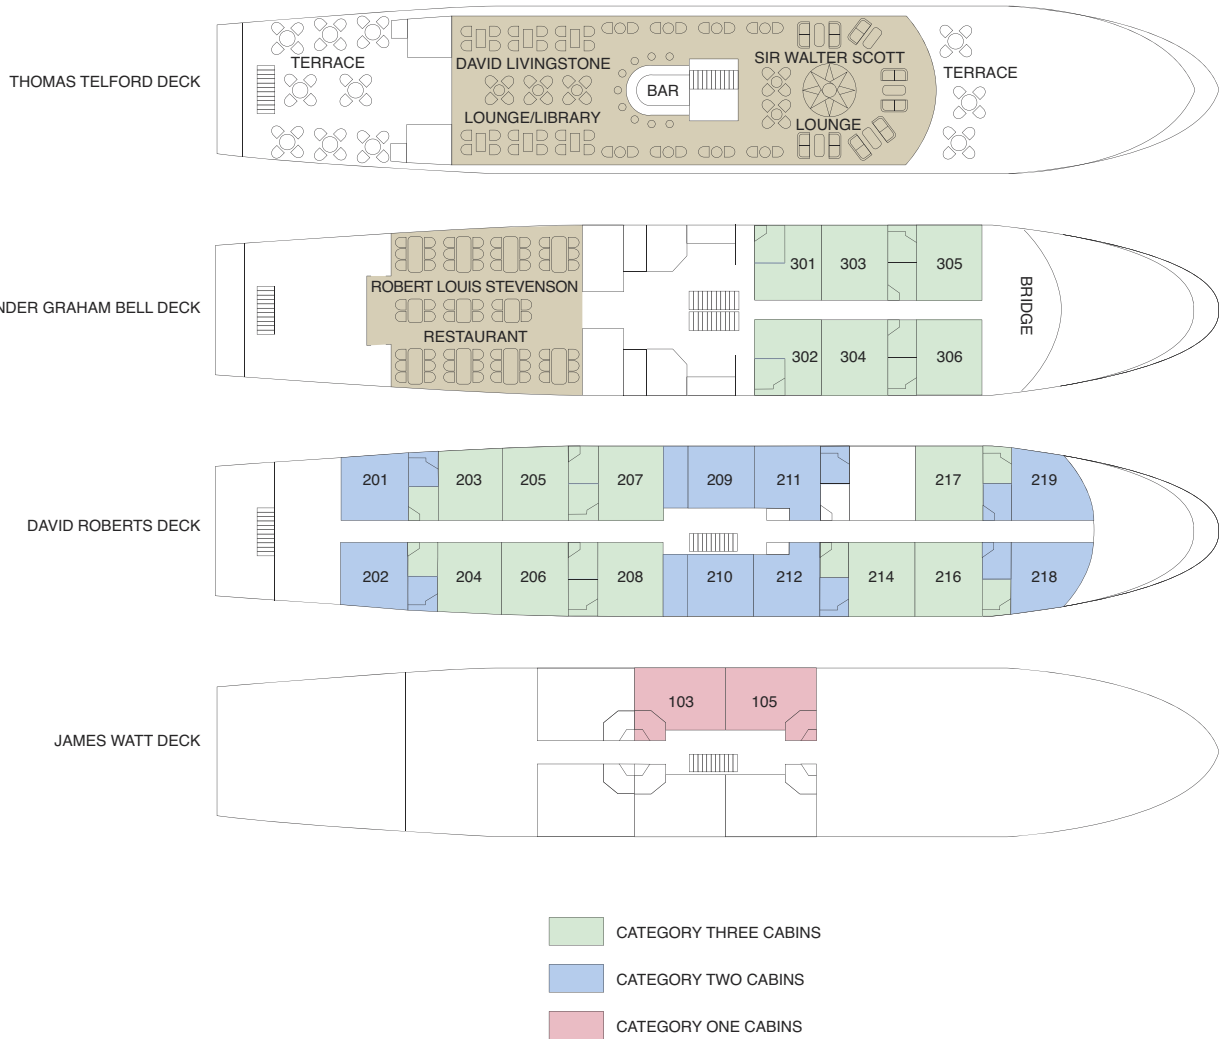 THOMAS TELFORD DECK
TERRACE
DAVID LIVINGSTONE
LOUNGE/LIBRARY
BAR
SIR WALTER SCOTT
LOUNGE
TERRACE
NDER GRAHAM BELL DECK
ROBERT LOUIS STEVENSON
RESTAURANT
301 303 305
302 304 306
BRIDGE
DAVID ROBERTS DECK
201 203 205 207 209 211 217 219
202 204 206 208 210 212 214 216 218
JAMES WATT DECK
103 105
CATEGORY THREE CABINS
CATEGORY TWO CABINS
CATEGORY ONE CABINS